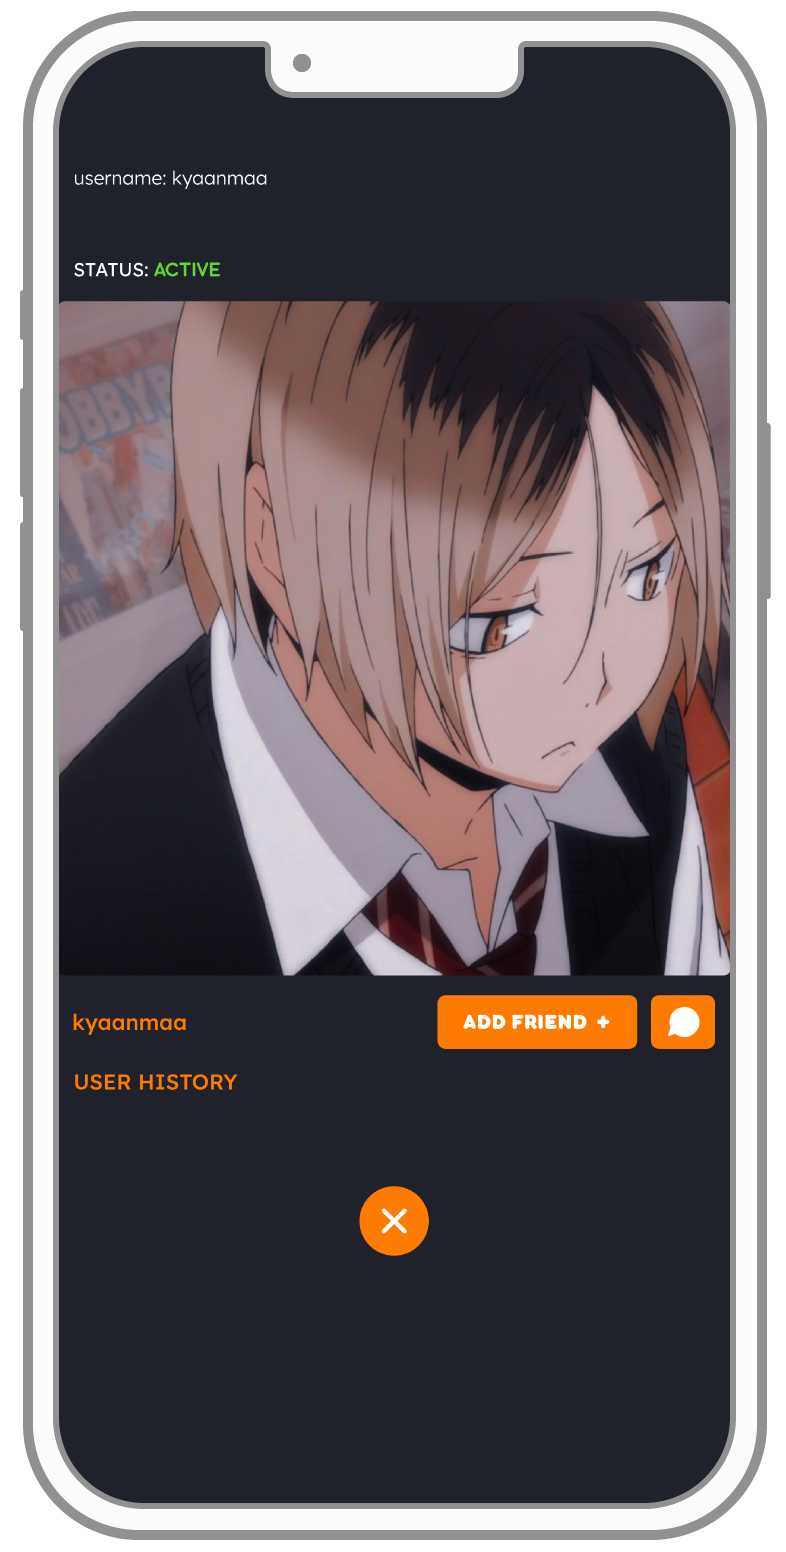 username: kyaanmaa
STATUS: ACTIVE
kyaanmaa
ADD FRIEND +
USER HISTORY